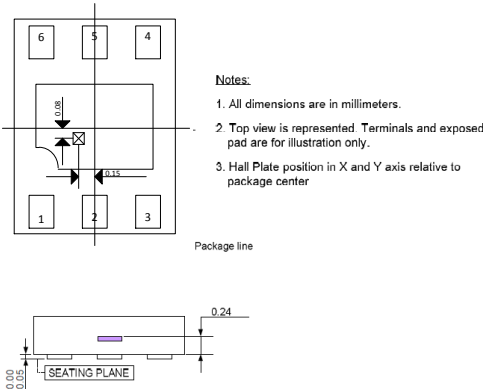 6 5 4
0.08
0.15
1 2 3
Notes:
1. All dimensions are in millimeters.
2. Top view is represented. Terminals and exposed
pad are for illustration only.
3. Hall Plate position in X and Y axis relative to
package center
Package line
0.24
SEATING PLANE
0.00
0.05